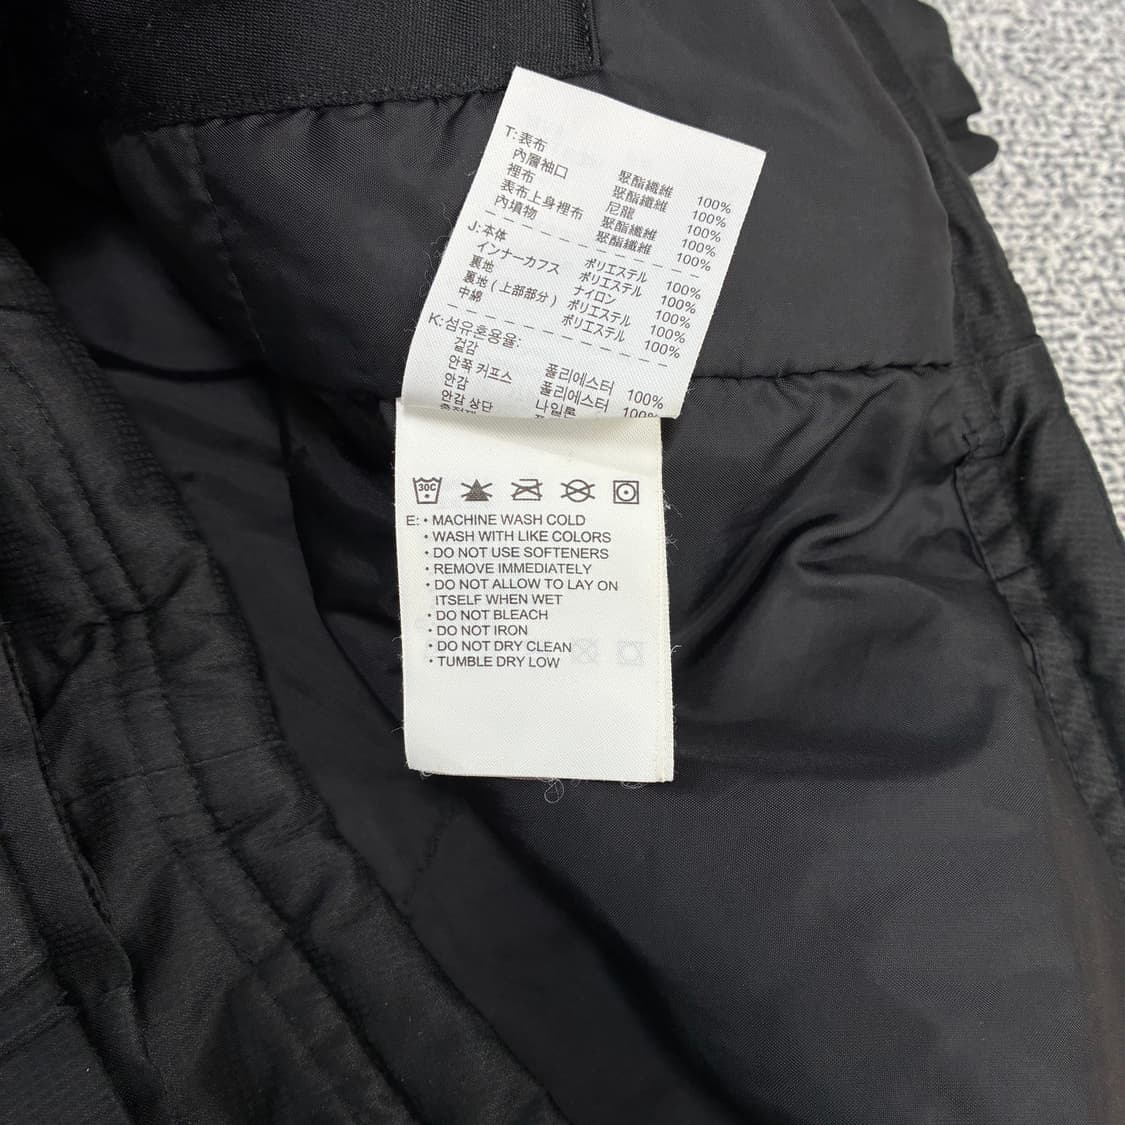 T:表布 聚酯纖維 100%
內層袖口 聚酯纖維 100%
裡布 尼龍 100%
表布上身裡布 聚酯纖維 100%
內填物 聚酯纖維 100%
J:本体 ポリエステル 100%
インナーカフス ポリエステル 100%
裏地 ナイロン 100%
裏地(上部部分) ポリエステル 100%
中綿 ポリエステル 100%
K:섬유호용율:
겉감 폴리에스터 100%
안쪽 커프스 폴리에스터 100%
안감 나일론
안감 상단
30C
E: • MACHINE WASH COLD
• WASH WITH LIKE COLORS
• DO NOT USE SOFTENERS
• REMOVE IMMEDIATELY
• DO NOT ALLOW TO LAY ON
ITSELF WHEN WET
• DO NOT BLEACH
• DO NOT IRON
• DO NOT DRY CLEAN
• TUMBLE DRY LOW